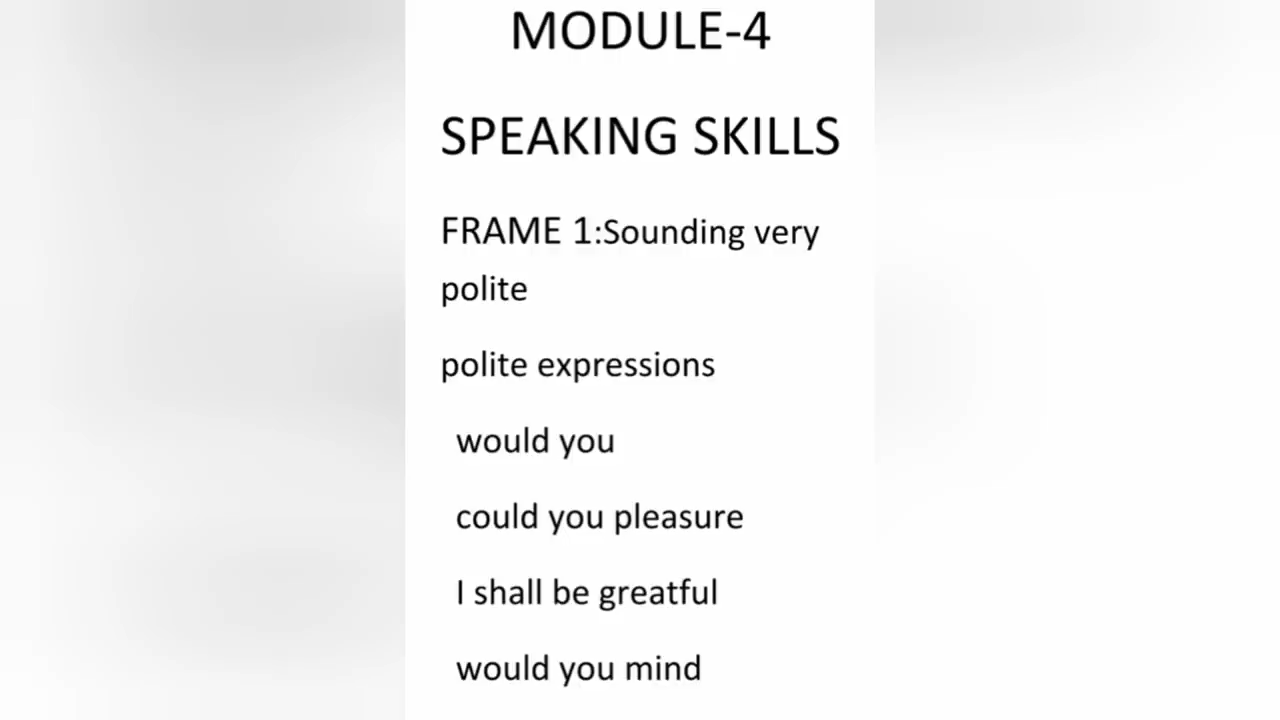 MODULE-4
SPEAKING SKILLS
FRAME 1:Sounding very
polite
polite expressions
would you
could you pleasure
I shall be greatful
would you mind